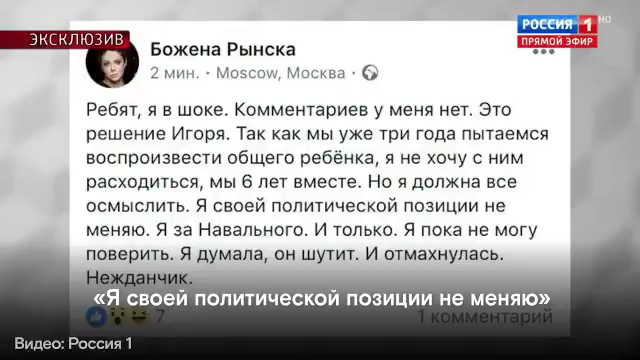 ЭКСКЛЮЗИВ
РОССИЯ 1 HD
ПРЯМОЙ ЭФИР
Божена Рынска
2 мин. · Moscow, Москва ·
Ребят, я в шоке. Комментариев у меня нет. Это
решение Игоря. Так как мы уже три года пытаемся
воспроизвести общего ребёнка, я не хочу с ним
расходиться, мы 6 лет вместе. Но я должна все
осмыслить. Я своей политической позиции не
меняю. Я за Навального. И только. Я пока не могу
поверить. Я думала, он шутит. И отмахнулась.
Нежданчик.
«Я своей политической позиции не меняю»
7
1 комментарий
Видео: Россия 1